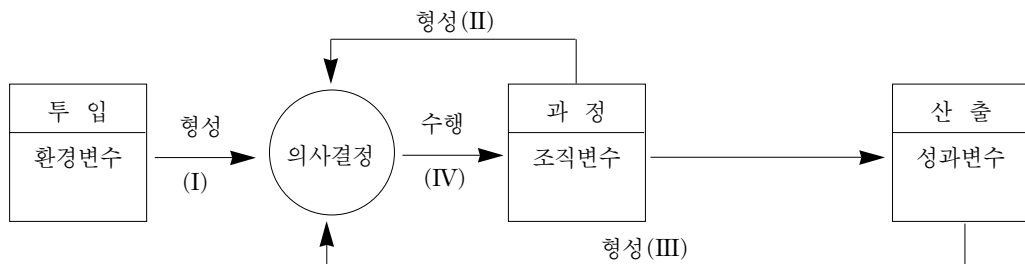 형성(II)
투 입
환경변수
형성
(I)
의사결정
수행
(IV)
과 정
조직변수
산 출
성과변수
형성(III)